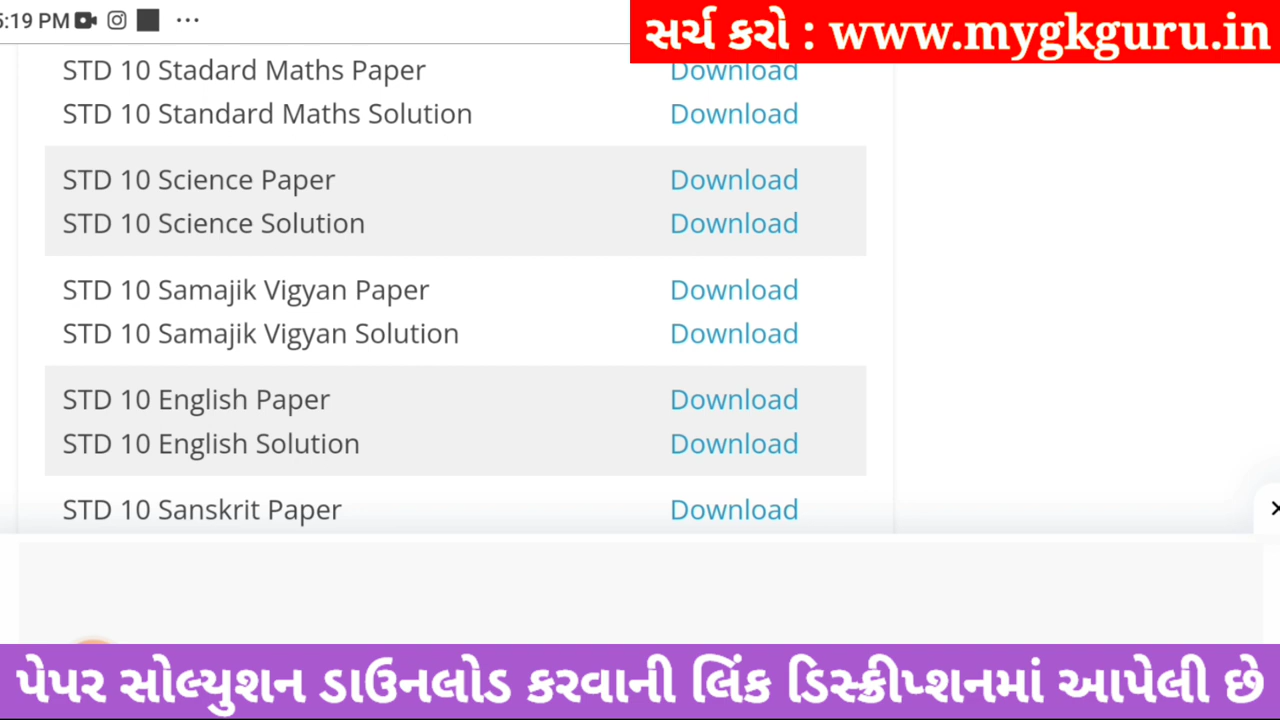 5:19 PM
સર્ચ કરો : www.mygkguru.in
STD 10 Stadard Maths Paper Download
STD 10 Standard Maths Solution Download
STD 10 Science Paper Download
STD 10 Science Solution Download
STD 10 Samajik Vigyan Paper Download
STD 10 Samajik Vigyan Solution Download
STD 10 English Paper Download
STD 10 English Solution Download
STD 10 Sanskrit Paper Download
પેપર સોલ્યુશન ડાઉનલોડ કરવાની લિંક ડિસ્ક્રીપ્શનમાં આપેલી છે